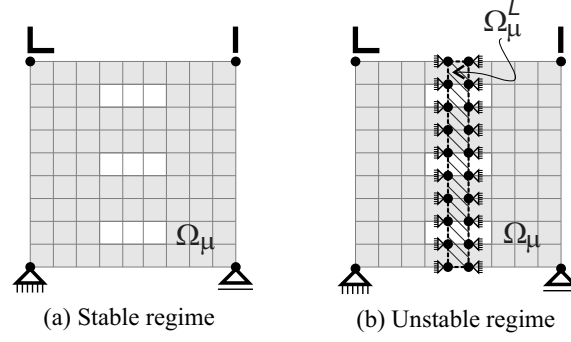 Ω_μ^L
Ω_μ
Ω_μ
(a) Stable regime
(b) Unstable regime